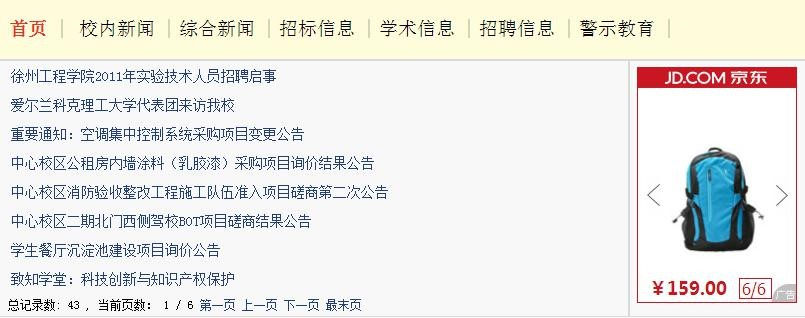 首页 校内新闻 综合新闻 招标信息 学术信息 招聘信息 警示教育
徐州工程学院2011年实验技术人员招聘启事
爱尔兰科克理工大学代表团来访我校
重要通知：空调集中控制系统采购项目变更公告
中心校区公租房内墙涂料（乳胶漆）采购项目询价结果公告
中心校区消防验收整改工程施工队伍准入项目磋商第二次公告
中心校区二期北门西侧驾校BOT项目磋商结果公告
学生餐厅沉淀池建设项目询价公告
致知学堂：科技创新与知识产权保护
总记录数: 43 , 当前页数: 1 / 6 第一页 上一页 下一页 最末页
JD.COM 京东
¥159.00 6/6
广告